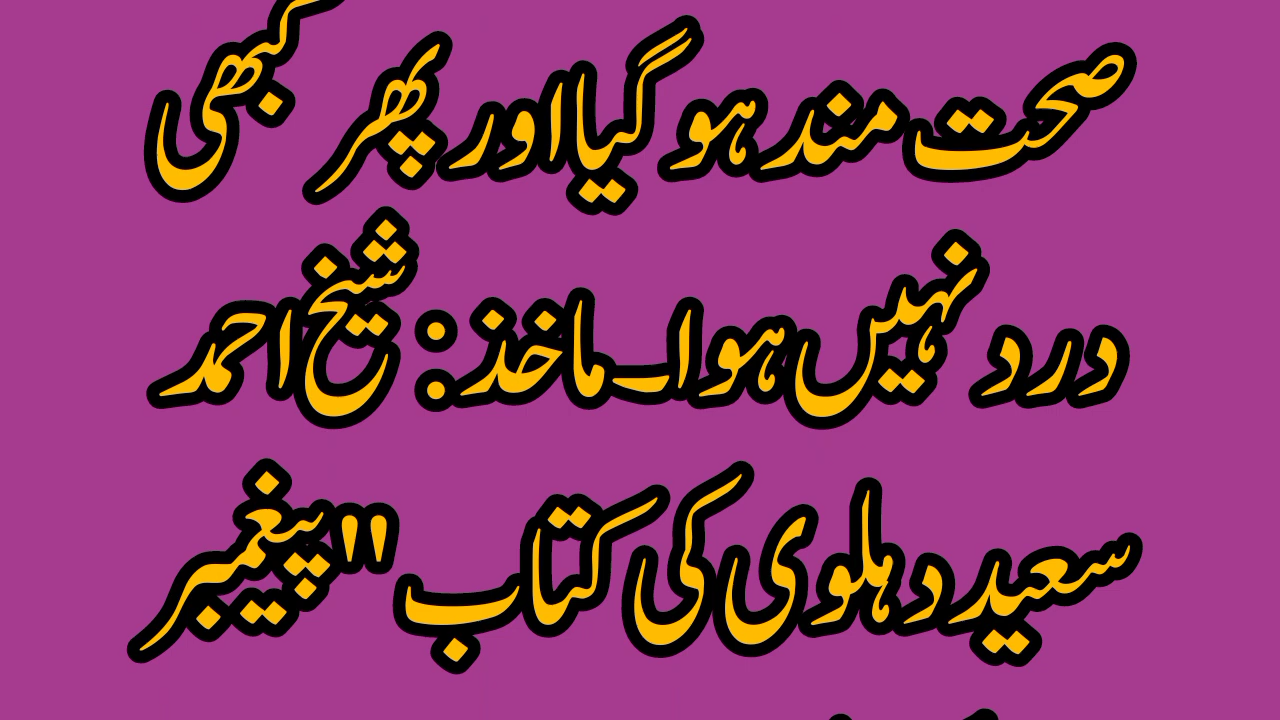 صحت مند ہو گیا اور پھر کبھی
درد نہیں ہوا۔ ماخذ: شیخ احمد
سعید دہلوی کی کتاب "پیغمبر